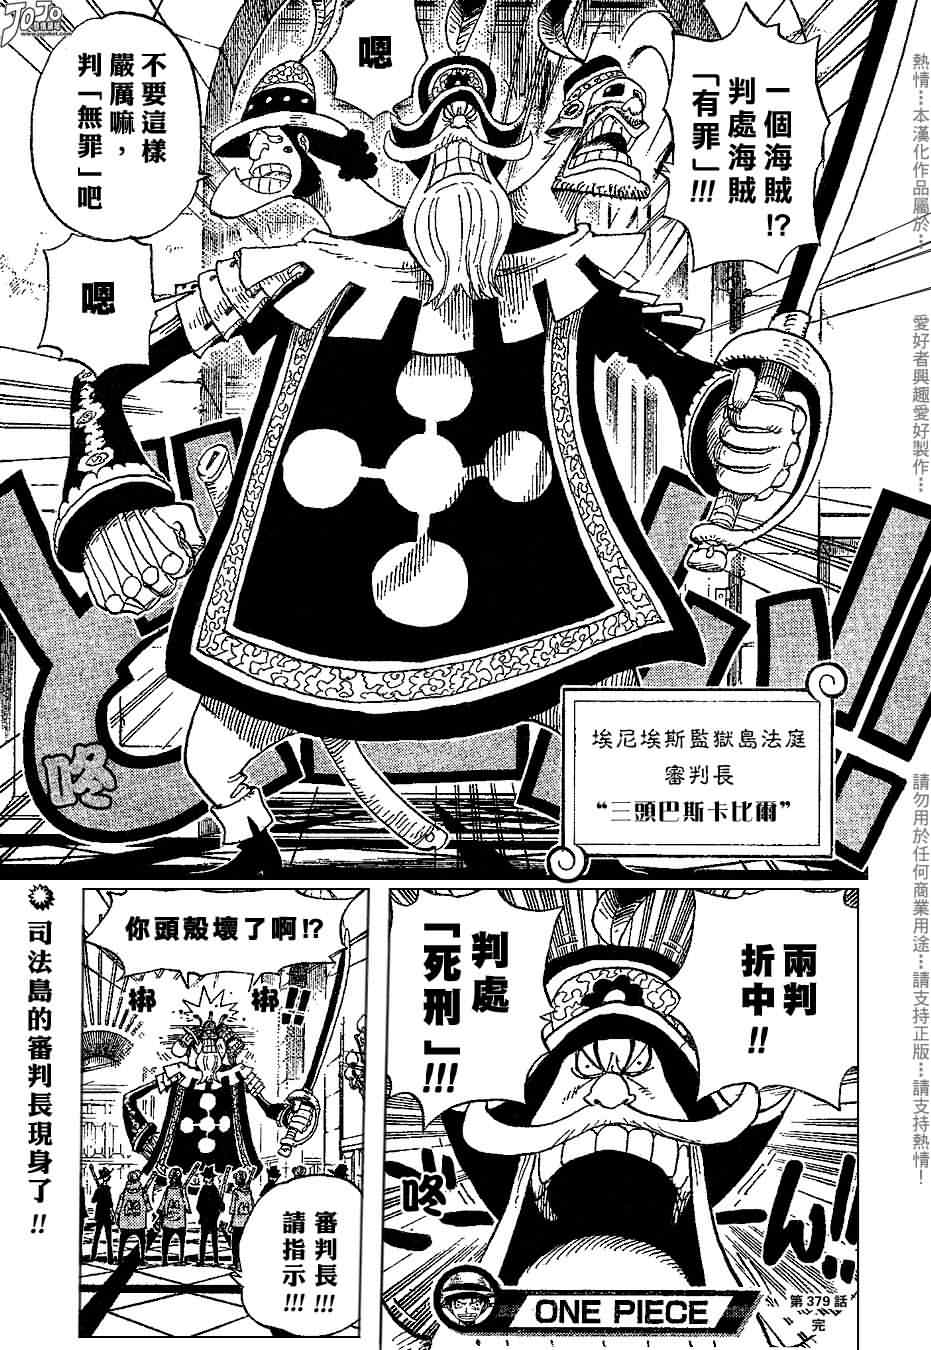 一個海賊!?
判處海賊
「有罪」!!!
嗯
不要這樣
嚴厲嘛，
判「無罪」吧
嗯
咚
埃尼埃斯監獄島法庭
審判長
“三頭巴斯卡比爾”
兩判
折中!!
判處
「死刑」!!!
咚
ーん!!
ONE PIECE
第379話
完
你頭殼壞了啊!?
梆
梆!!
審判長!!!
請指示!!!
司法島的審判長現身了!!
熱情…本漢化作品屬於…
愛好者興趣愛好製作…
請勿用於任何商業用途…請支持正版…請支持熱情！